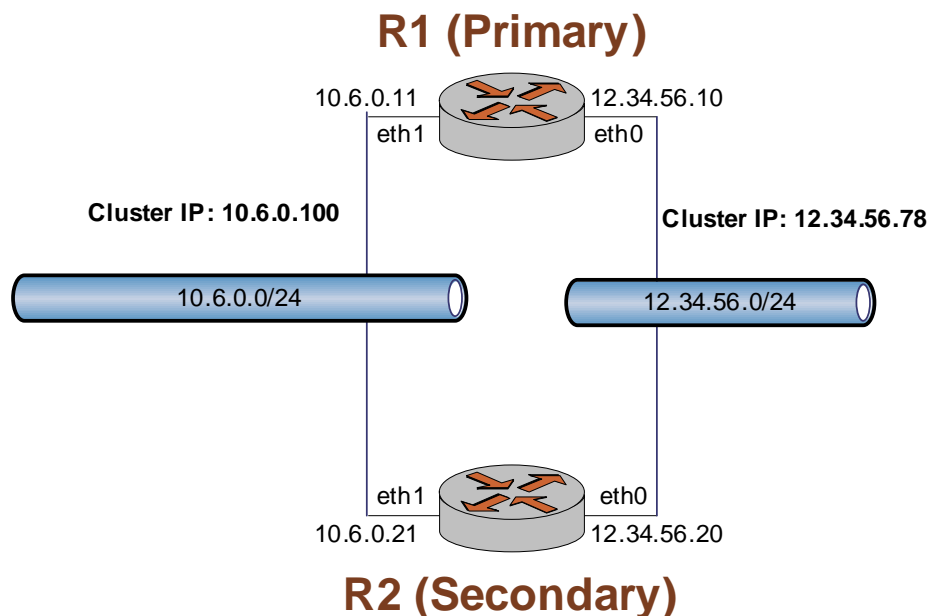 R1 (Primary)
10.6.0.11
12.34.56.10
eth1
eth0
Cluster IP: 10.6.0.100
Cluster IP: 12.34.56.78
10.6.0.0/24
12.34.56.0/24
eth1
eth0
10.6.0.21
12.34.56.20
R2 (Secondary)